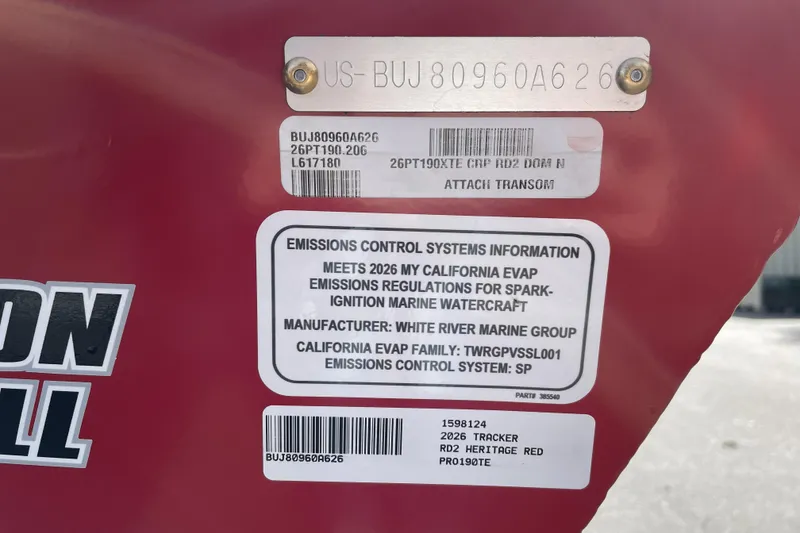 US-BUJ80960A626
BUJ80960A626
26PT190.206
L617180
26PT190XTE CRP RD2 DOM N
ATTACH TRANSOM
EMISSIONS CONTROL SYSTEMS INFORMATION
MEETS 2026 MY CALIFORNIA EVAP
EMISSIONS REGULATIONS FOR SPARK-
IGNITION MARINE WATERCRAFT
MANUFACTURER: WHITE RIVER MARINE GROUP
CALIFORNIA EVAP FAMILY: TWRGPVSSL001
EMISSIONS CONTROL SYSTEM: SP
PART# 385540
ON
LL
BUJ80960A626
1598124
2026 TRACKER
RD2 HERITAGE RED
PRO190TE